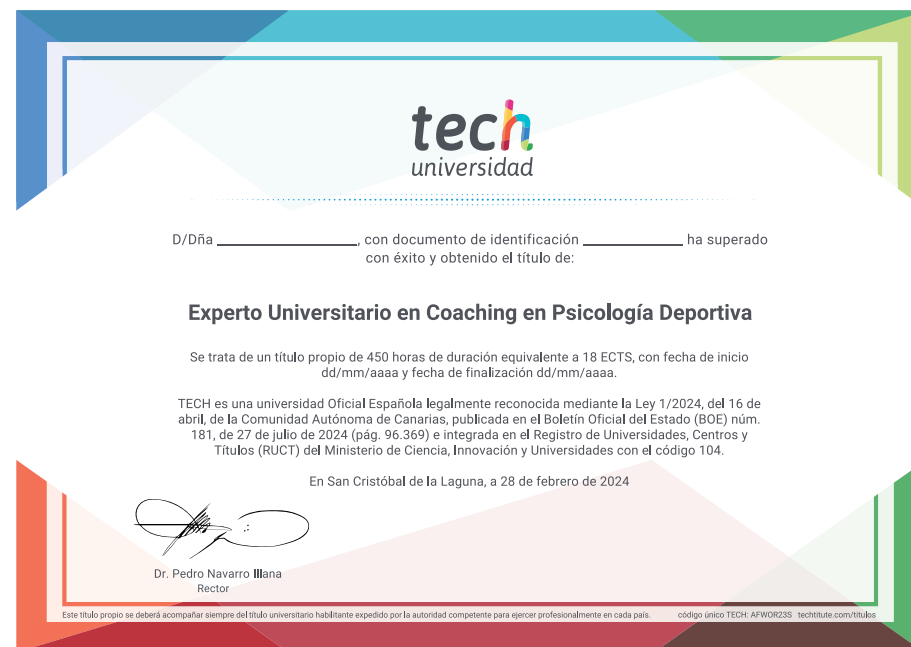 tech
universidad
D/Dña ________________, con documento de identificación ____________ ha superado
con éxito y obtenido el título de:
Experto Universitario en Coaching en Psicología Deportiva
Se trata de un título propio de 450 horas de duración equivalente a 18 ECTS, con fecha de inicio
dd/mm/aaaa y fecha de finalización dd/mm/aaaa.
TECH es una universidad Oficial Española legalmente reconocida mediante la Ley 1/2024, del 16 de
abril, de la Comunidad Autónoma de Canarias, publicada en el Boletín Oficial del Estado (BOE) núm.
181, de 27 de julio de 2024 (pág. 96.369) e integrada en el Registro de Universidades, Centros y
Títulos (RUCT) del Ministerio de Ciencia, Innovación y Universidades con el código 104.
En San Cristóbal de la Laguna, a 28 de febrero de 2024
Dr. Pedro Navarro Illana
Rector
Este título propio se deberá acompañar siempre del título universitario habilitante expedido por la autoridad competente para ejercer profesionalmente en cada país. código único TECH: AFWOR23S techtitute.com/titulos